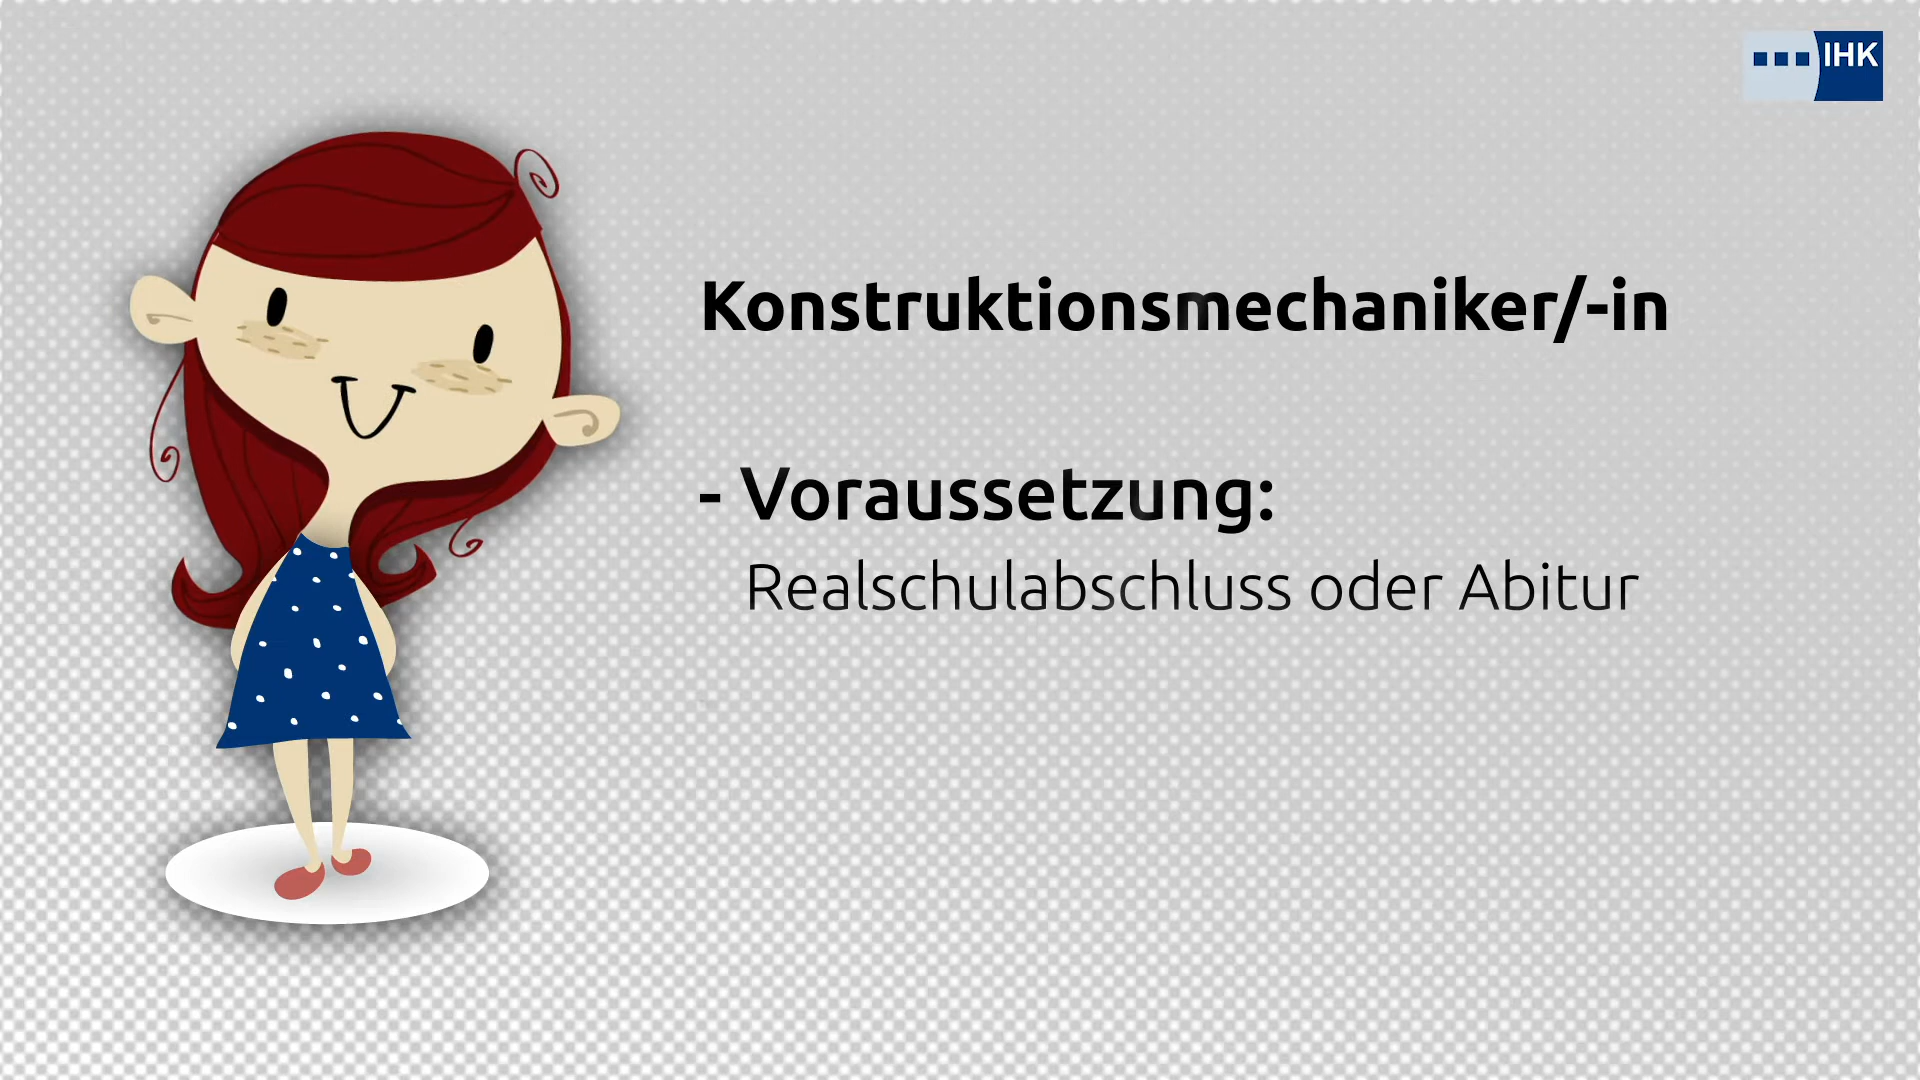 IHK
Konstruktionsmechaniker/-in
- Voraussetzung:
Realschulabschluss oder Abitur